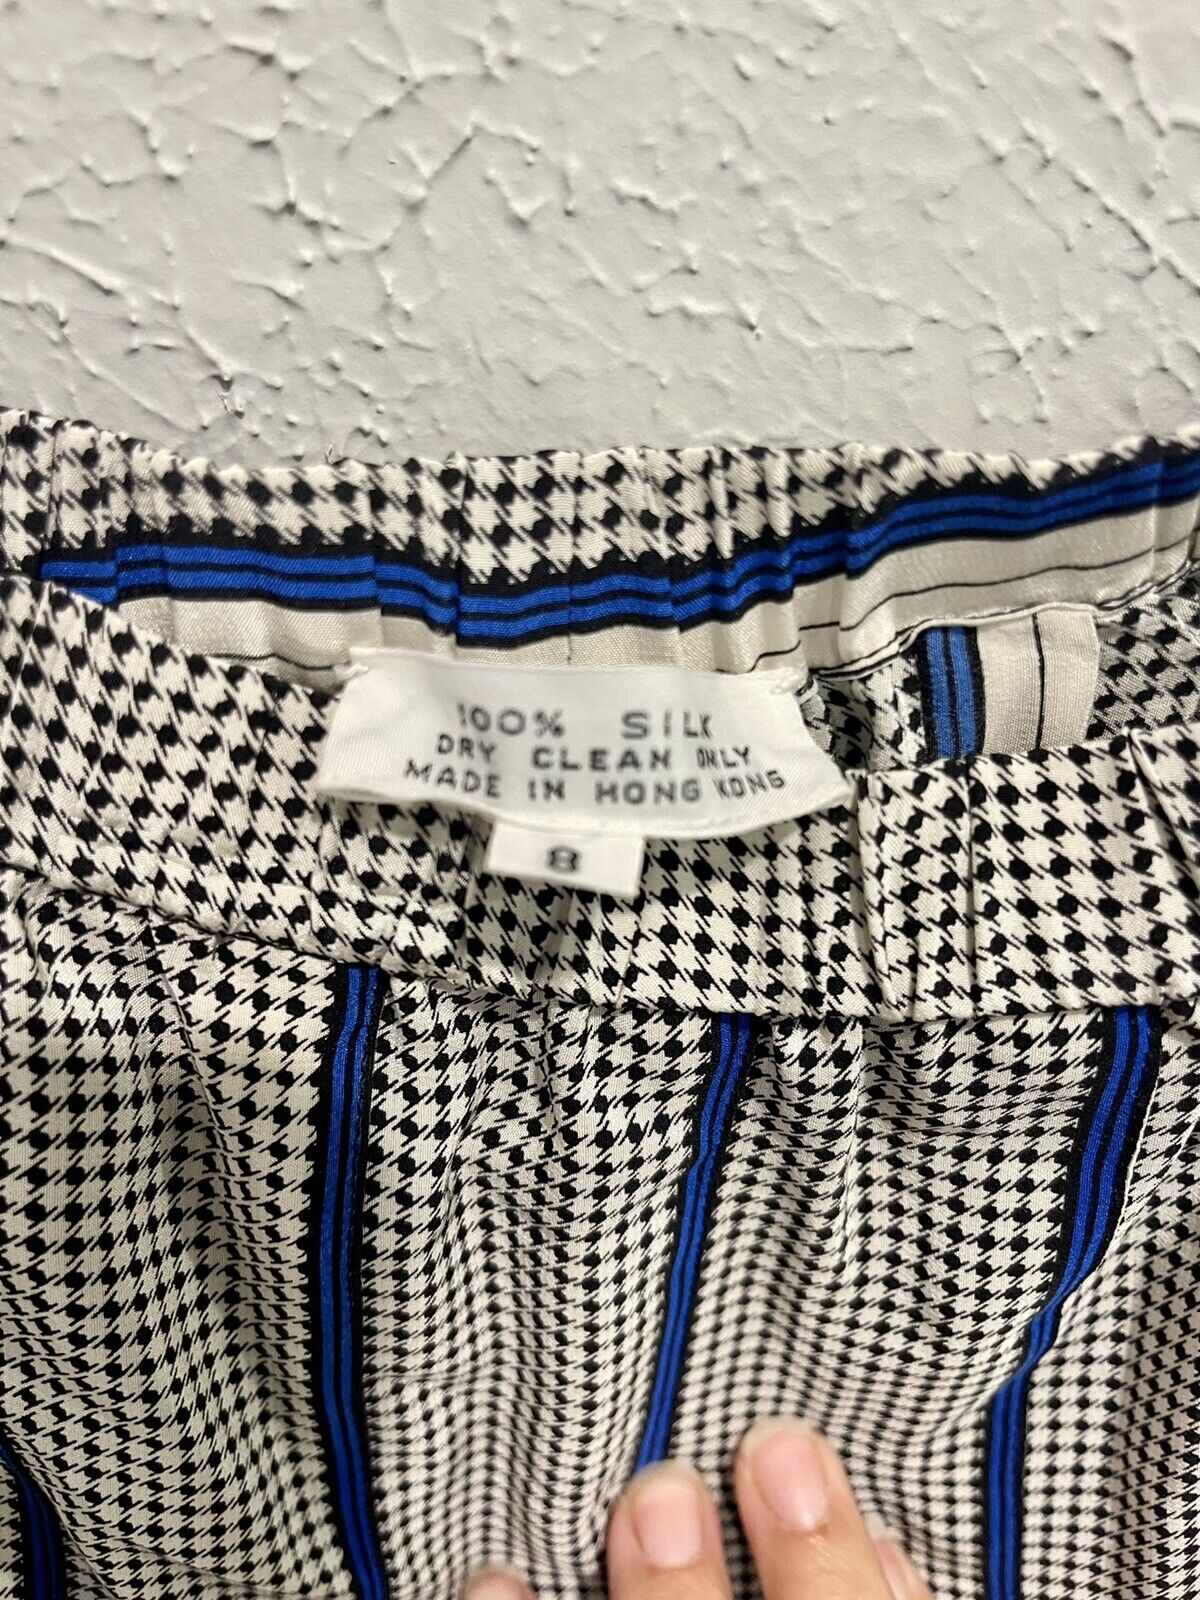 100% SILK
DRY CLEAN ONLY
MADE IN HONG KONG
8